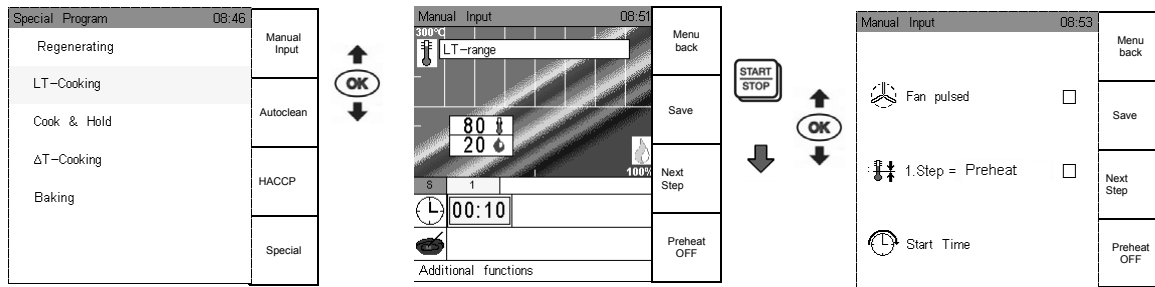 Special Program 08:46
Regenerating
LT-Cooking
Cook & Hold
ΔT-Cooking
Baking
Manual
Input
Autoclean
HACCP
Special
OK
Manual Input 08:51
300°C
LT-range
80
20
100%
S 1
00:10
Additional functions
Menu
back
Save
Next
Step
Preheat
OFF
START
STOP
OK
Manual Input 08:53
Fan pulsed
1.Step = Preheat
Start Time
Menu
back
Save
Next
Step
Preheat
OFF